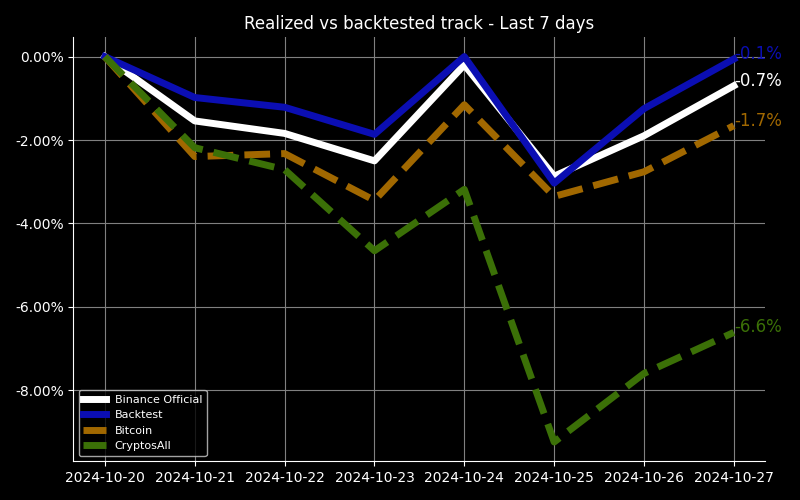 Realized vs backtested track - Last 7 days
0.00%
-2.00%
-4.00%
-6.00%
-8.00%
-0.1%
-0.7%
-1.7%
-6.6%
Binance Official
Backtest
Bitcoin
CryptosAll
2024-10-20 2024-10-21 2024-10-22 2024-10-23 2024-10-24 2024-10-25 2024-10-26 2024-10-27